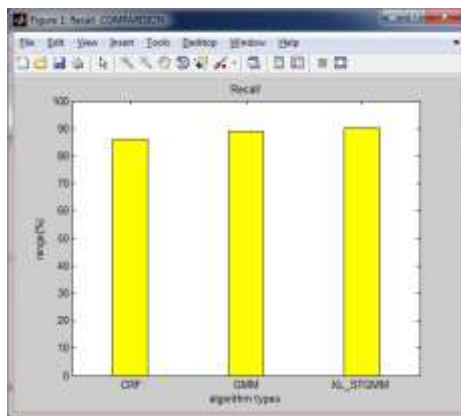 Figure 1: Recall COMPARISION
File Edit View Insert Tools Desktop Window Help
Recall
100
90
80
70
60
50
40
30
20
10
0
range(%)
CRF GMM KL_STGMM
algorithm types